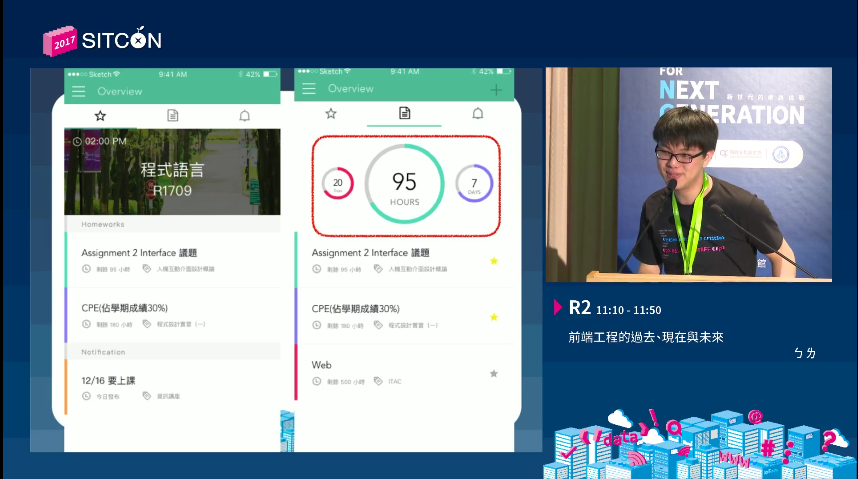 2017 SITCON
Sketch 9:41 AM 42%
Overview
02:00 PM
程式語言
R1709
Homeworks
Assignment 2 Interface 議題
剩餘 95 小時 人機互動介面設計概論
CPE(佔學期成績30%)
剩餘 190 小時 程式設計實習 (一)
Notification
12/16 要上課
今日發布 資訊講座
Sketch 9:41 AM 42%
Overview
20
95
HOURS
7
DAYS
Assignment 2 Interface 議題
剩餘 95 小時 人機互動介面設計概論
CPE(佔學期成績30%)
剩餘 190 小時 程式設計實習 (一)
Web
剩餘 500 小時 ITAC
FOR
NEXT
GENERATION
R2 11:10 - 11:50
前端工程的過去、現在與未來
ㄅㄌ
data
www